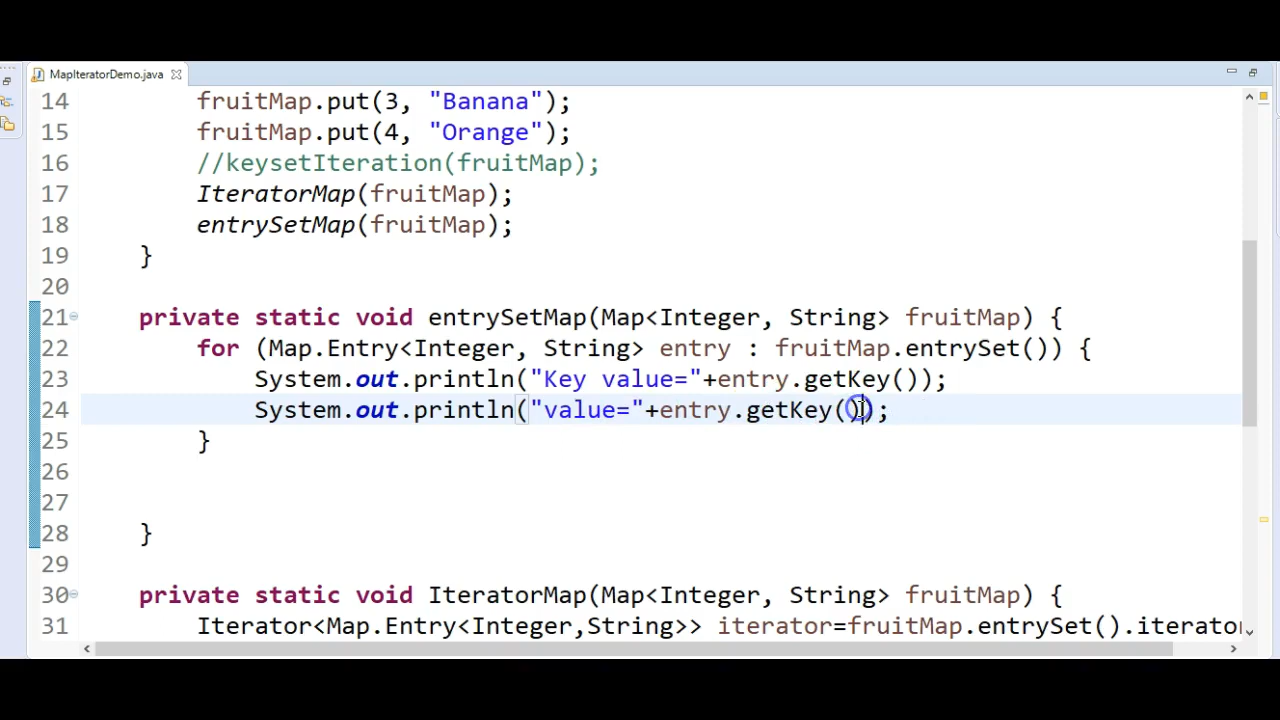 MapIteratorDemo.java
14 fruitMap.put(3, "Banana");
15 fruitMap.put(4, "Orange");
16 //keysetIteration(fruitMap);
17 IteratorMap(fruitMap);
18 entrySetMap(fruitMap);
19 }
20
21 private static void entrySetMap(Map<Integer, String> fruitMap) {
22 for (Map.Entry<Integer, String> entry : fruitMap.entrySet()) {
23 System.out.println("Key value="+entry.getKey());
24 System.out.println("value="+entry.getKey());
25 }
26
27
28 }
29
30 private static void IteratorMap(Map<Integer, String> fruitMap) {
31 Iterator<Map.Entry<Integer,String>> iterator=fruitMap.entrySet().iterator